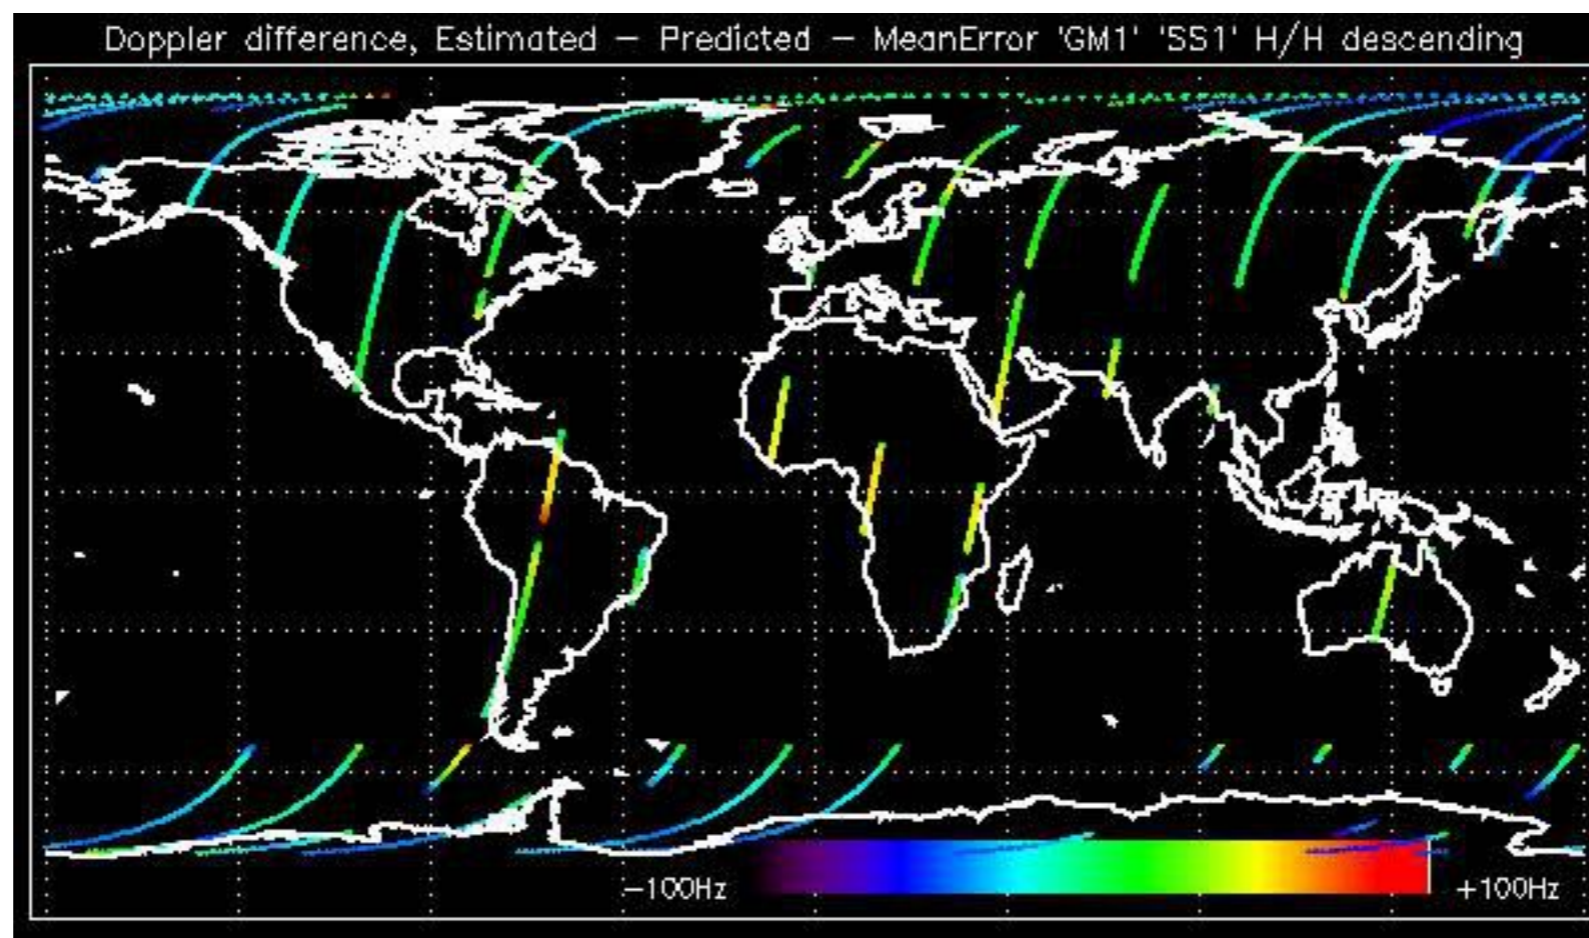 Doppler difference, Estimated - Predicted - MeanError 'GM1' 'SS1' H/H descending
-100Hz +100Hz